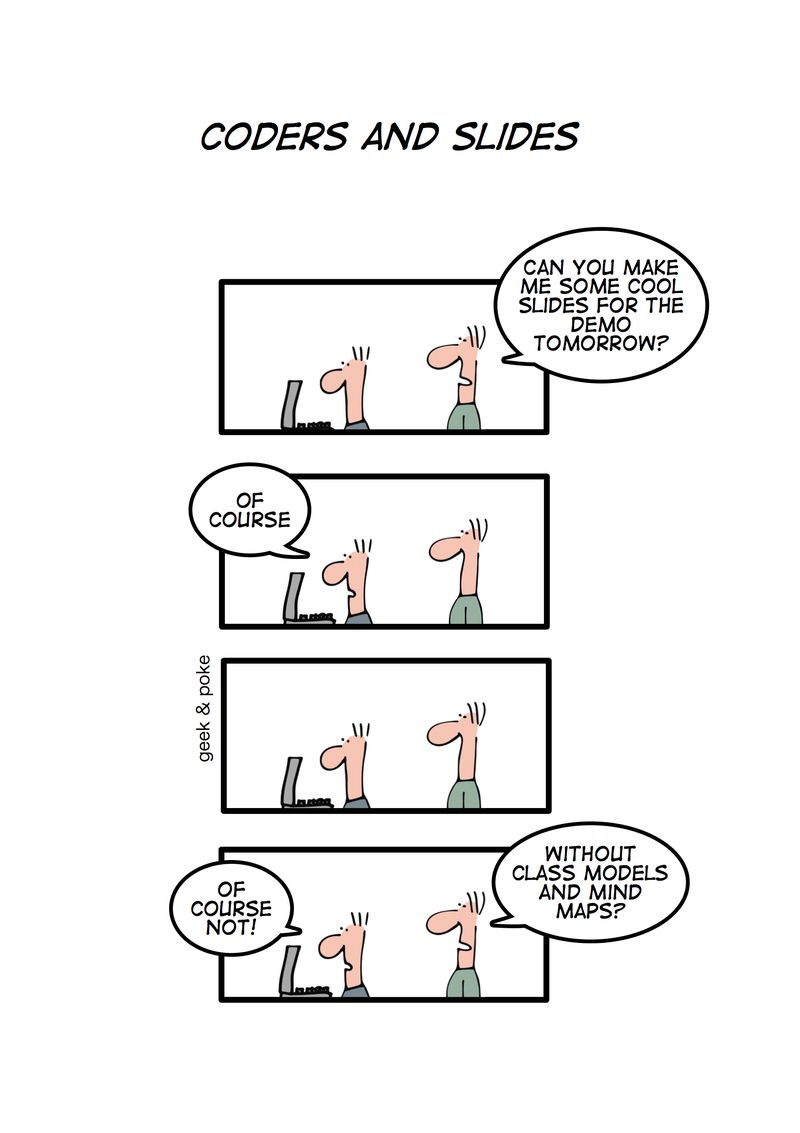 CODERS AND SLIDES
CAN YOU MAKE
ME SOME COOL
SLIDES FOR THE
DEMO
TOMORROW?
OF
COURSE
geek & poke
WITHOUT
CLASS MODELS
AND MIND
MAPS?
OF
COURSE
NOT!